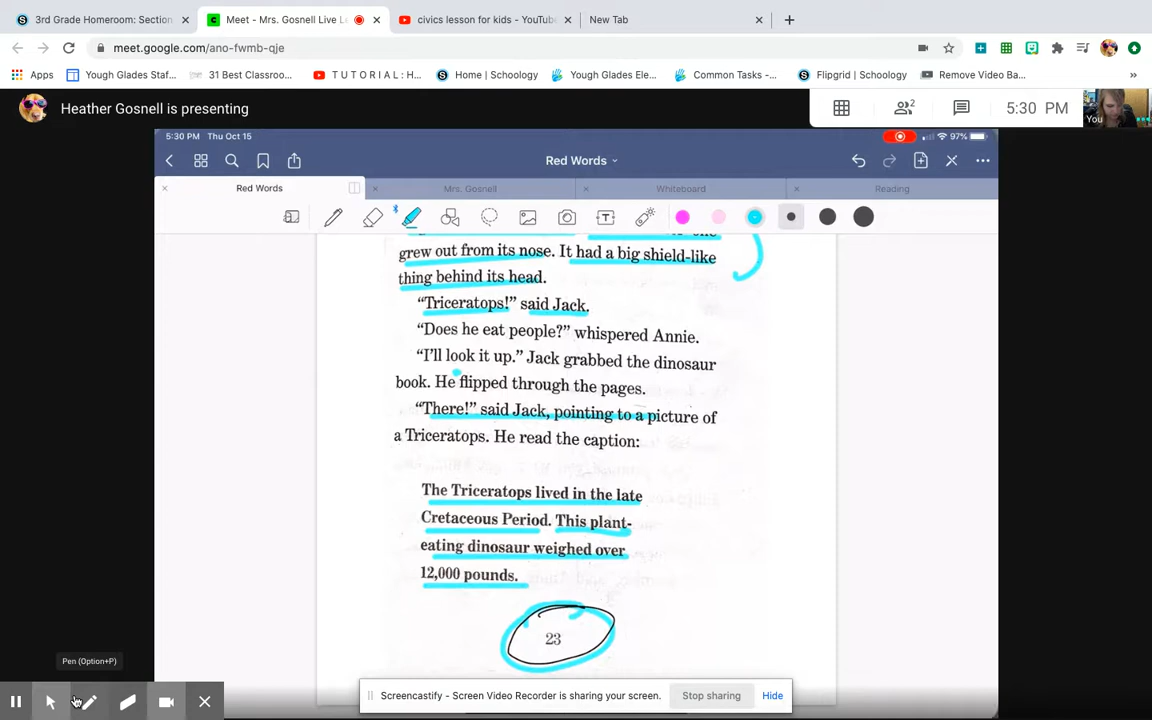 3rd Grade Homeroom: Section
Meet - Mrs. Gosnell Live L
civics lesson for kids - YouTube
New Tab
meet.google.com/ano-fwmb-qje
Apps
Yough Glades Staf...
31 Best Classroo...
T U T O R I A L : H...
Home | Schoology
Yough Glades Ele...
Common Tasks -...
Flipgrid | Schoology
Remove Video Ba...
»
Heather Gosnell is presenting
2
5:30 PM
You
5:30 PM Thu Oct 15
97%
Red Words
Red Words
Mrs. Gosnell
Whiteboard
Reading
grew out from its nose. It had a big shield-like
thing behind its head.
“Triceratops!” said Jack.
“Does he eat people?” whispered Annie.
“I’ll look it up.” Jack grabbed the dinosaur
book. He flipped through the pages.
“There!” said Jack, pointing to a picture of
a Triceratops. He read the caption:
The Triceratops lived in the late
Cretaceous Period. This plant-
eating dinosaur weighed over
12,000 pounds.
23
Pen (Option+P)
Screencastify - Screen Video Recorder is sharing your screen.
Stop sharing
Hide